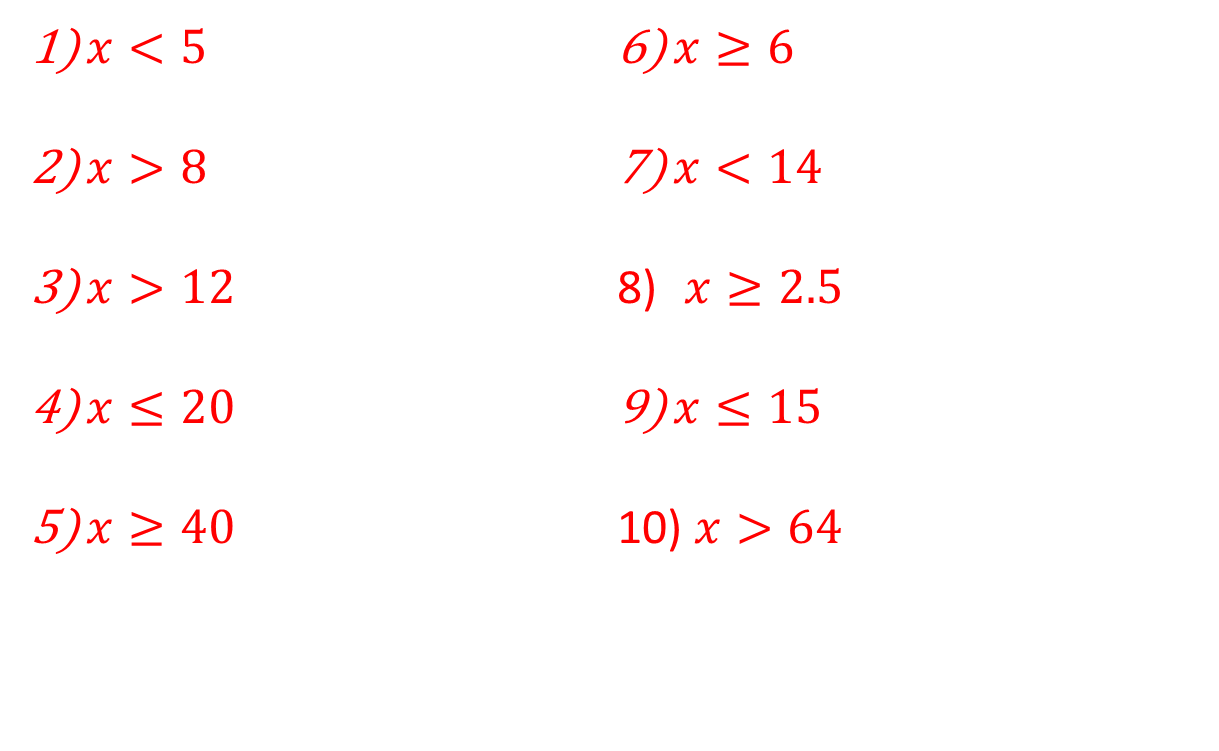 1) x < 5
2) x > 8
3) x > 12
4) x ≤ 20
5) x ≥ 40
6) x ≥ 6
7) x < 14
8) x ≥ 2.5
9) x ≤ 15
10) x > 64